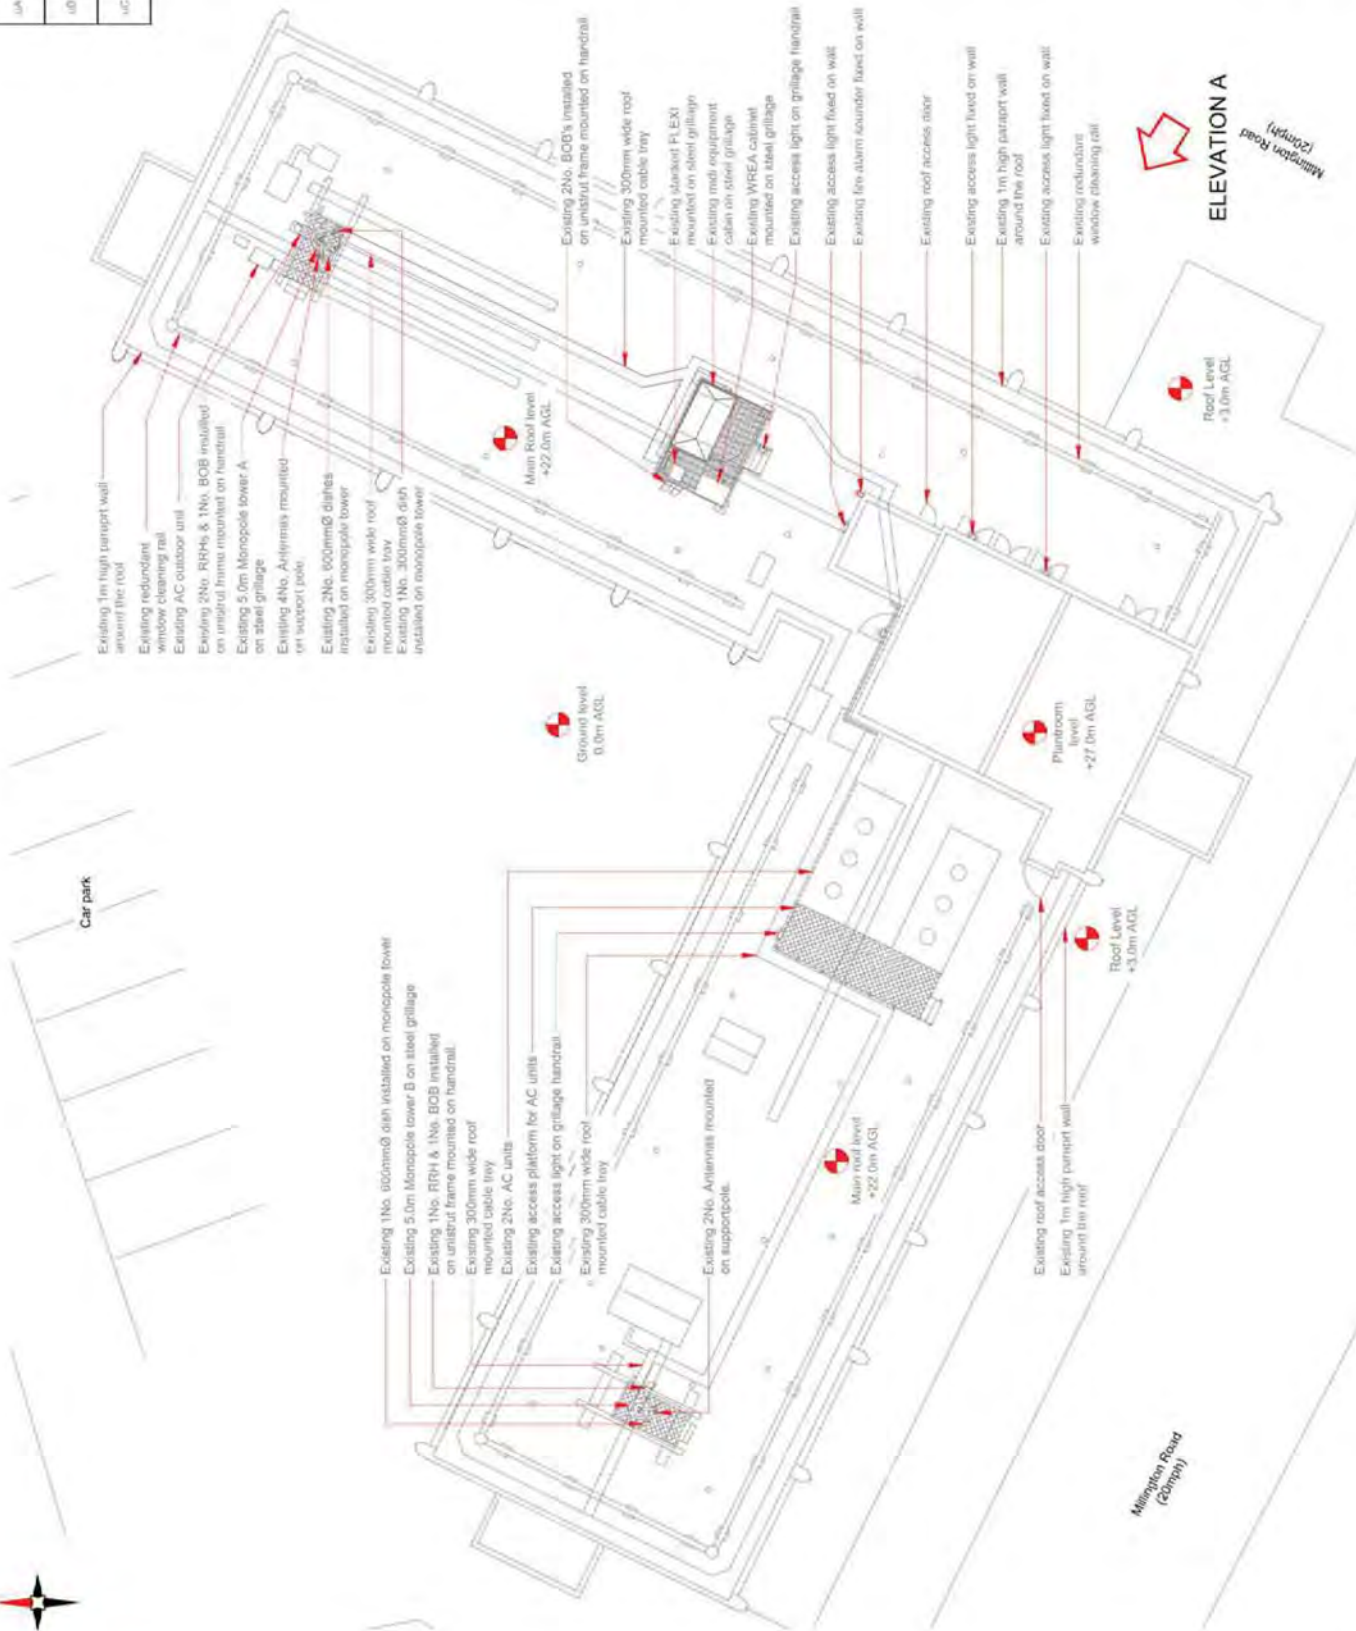 Existing 1m high paraprt wall
around the roof
Existing redundant
window cleaning rail
Existing AC outdoor unit
Existing 2No. RRHs & 1No. BOB installed
on unistrut frame mounted on handrail
Existing 5.0m Monopole tower A
on steel grillage
Existing 4No. Antennas mounted
on support pole.
Existing 2No. 600mmØ dishes
installed on monopole tower
Existing 300mm wide roof
mounted cable tray
Existing 1No. 300mmØ dish
installed on monopole tower
Existing 2No. BOB's installed
on unistrut frame mounted on handrail
Existing 300mm wide roof
mounted cable tray
Existing stacked FLEXI
mounted on steel grillage
Existing midi equipment
cabin on steel grillage
Existing WREA cabinet
mounted on steel grillage
Existing access light on grillage handrail
Existing access light fixed on wall
Existing fire alarm sounder fixed on wall
Existing roof access door
Existing access light fixed on wall
Existing 1m high paraprt wall
around the roof
Existing access light fixed on wall
Existing redundant
window cleaning rail
ELEVATION A
Millington Road
(20mph)
Main Roof level
+22.0m AGL
Roof Level
+3.0m AGL
Ground level
0.0m AGL
Plantroom
level
+27.0m AGL
Car park
Existing 1No. 600mmØ dish installed on monopole tower
Existing 5.0m Monopole tower B on steel grillage
Existing 1No. RRH & 1No. BOB installed
on unistrut frame mounted on handrail.
Existing 300mm wide roof
mounted cable tray
Existing 2No. AC units
Existing access platform for AC units
Existing access light on grillage handrail
Existing 300mm wide roof
mounted cable tray
Existing 2No. Antennas mounted
on supportpole.
Main roof level
+22.0m AGL
Roof Level
+3.0m AGL
Existing roof access door
Existing 1m high paraprt wall
around the roof
Millington Road
(20mph)